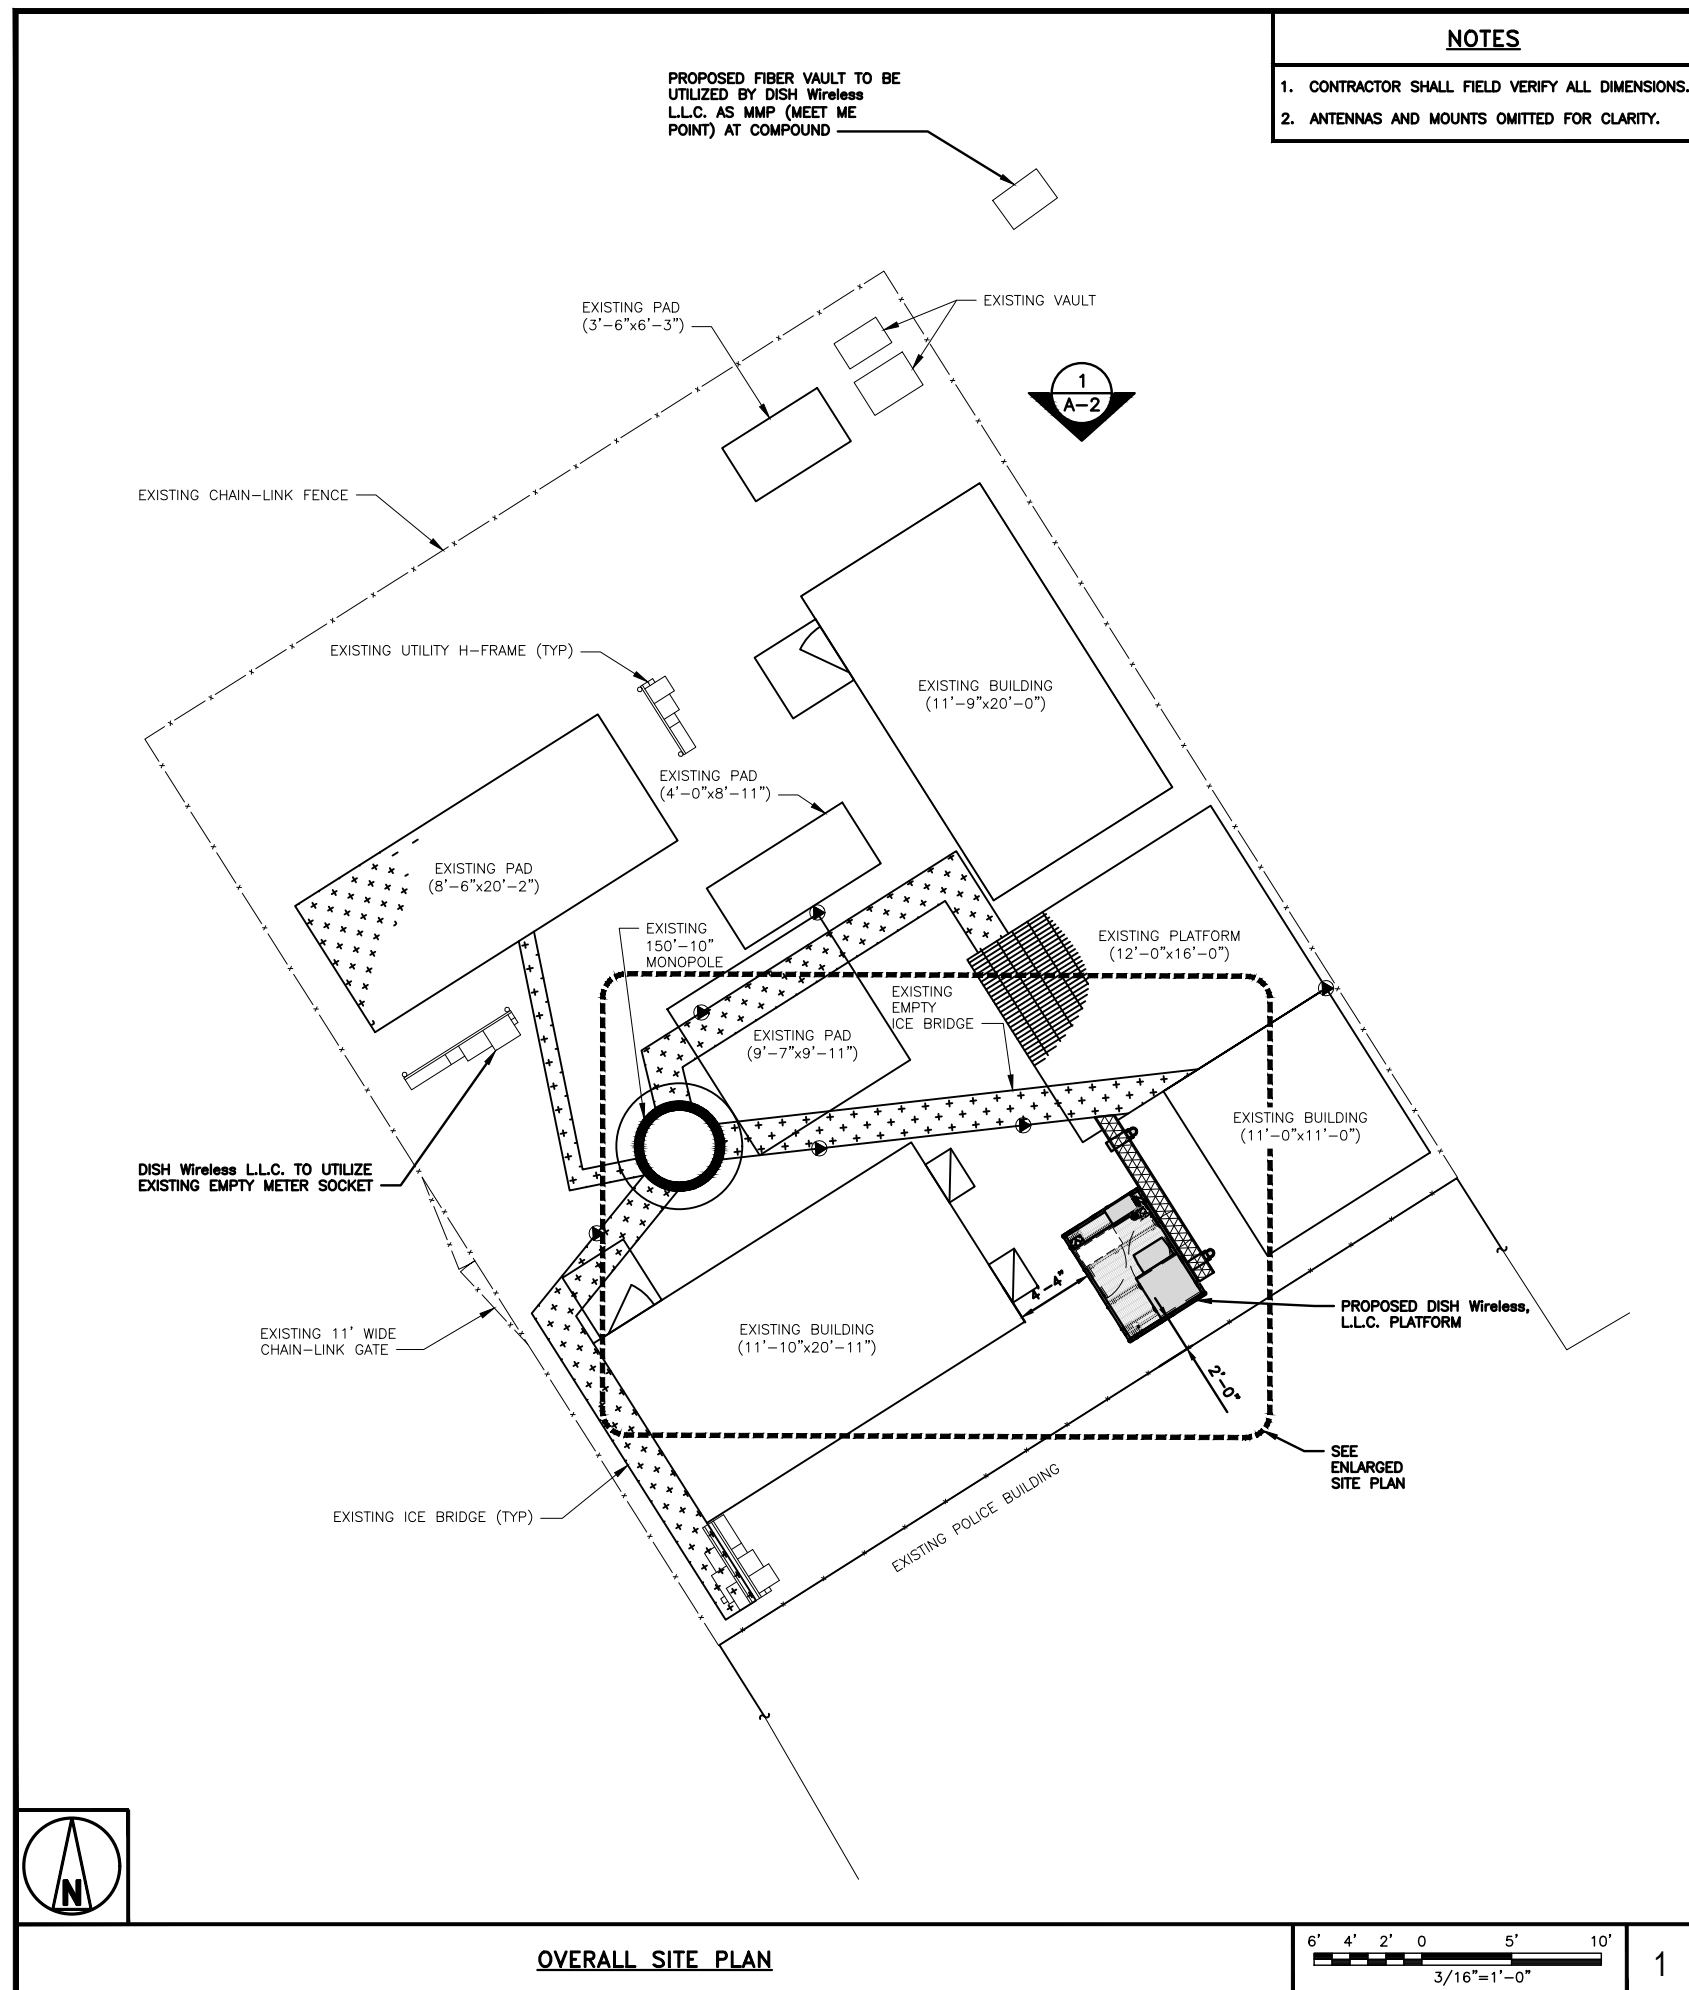 NOTES
1. CONTRACTOR SHALL FIELD VERIFY ALL DIMENSIONS.
2. ANTENNAS AND MOUNTS OMITTED FOR CLARITY.
PROPOSED FIBER VAULT TO BE
UTILIZED BY DISH Wireless
L.L.C. AS MMP (MEET ME
POINT) AT COMPOUND
EXISTING PAD
(3'-6"x6'-3")
EXISTING VAULT
1
A-2
EXISTING CHAIN-LINK FENCE
EXISTING UTILITY H-FRAME (TYP)
EXISTING BUILDING
(11'-9"x20'-0")
EXISTING PAD
(4'-0"x8'-11")
EXISTING PAD
(8'-6"x20'-2")
EXISTING
150'-10"
MONOPOLE
EXISTING PLATFORM
(12'-0"x16'-0")
EXISTING
EMPTY
ICE BRIDGE
EXISTING PAD
(9'-7"x9'-11")
EXISTING BUILDING
(11'-0"x11'-0")
DISH Wireless L.L.C. TO UTILIZE
EXISTING EMPTY METER SOCKET
4'-4"
PROPOSED DISH Wireless,
L.L.C. PLATFORM
EXISTING 11' WIDE
CHAIN-LINK GATE
EXISTING BUILDING
(11'-10"x20'-11")
2'-0"
SEE
ENLARGED
SITE PLAN
EXISTING ICE BRIDGE (TYP)
EXISTING POLICE BUILDING
N
OVERALL SITE PLAN
6' 4' 2' 0 5' 10'
3/16"=1'-0"
1